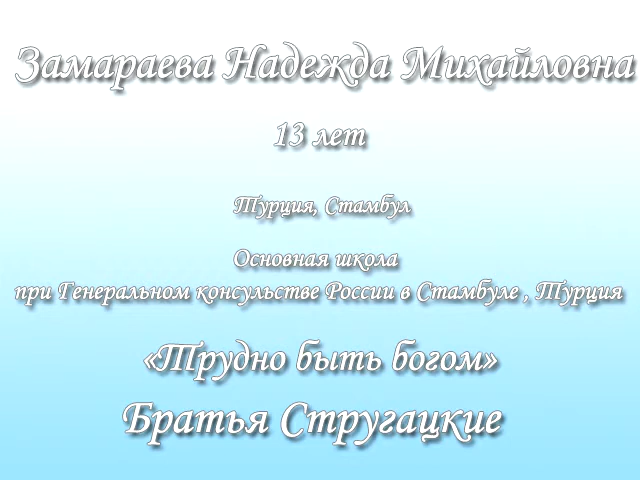 Замараева Надежда Михайловна
13 лет
Турция, Стамбул
Основная школа
при Генеральном консульстве России в Стамбуле , Турция
«Трудно быть богом»
Братья Стругацкие